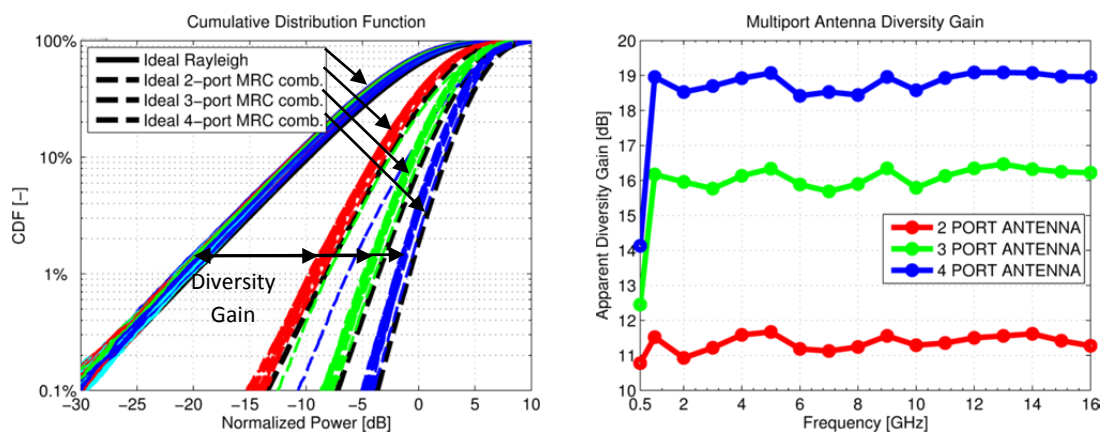 Cumulative Distribution Function
100%
10%
1%
0.1%
CDF [−]
Ideal Rayleigh
Ideal 2−port MRC comb.
Ideal 3−port MRC comb.
Ideal 4−port MRC comb.
Diversity
Gain
−30 −25 −20 −15 −10 −5 0 5 10
Normalized Power [dB]
Multiport Antenna Diversity Gain
20
19
18
17
16
15
14
13
12
11
10
Apparent Diversity Gain [dB]
2 PORT ANTENNA
3 PORT ANTENNA
4 PORT ANTENNA
0.5 2 4 6 8 10 12 14 16
Frequency [GHz]